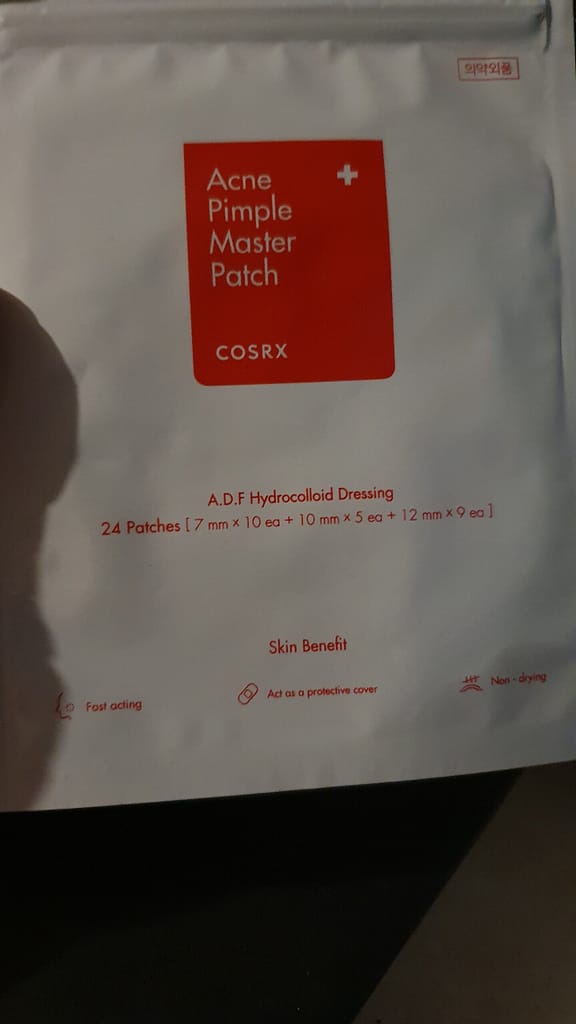 의약외품
Acne
Pimple
Master
Patch
COSRX
A.D.F Hydrocolloid Dressing
24 Patches [ 7 mm × 10 ea + 10 mm × 5 ea + 12 mm × 9 ea ]
Skin Benefit
Fast acting
Act as a protective cover
Non - drying